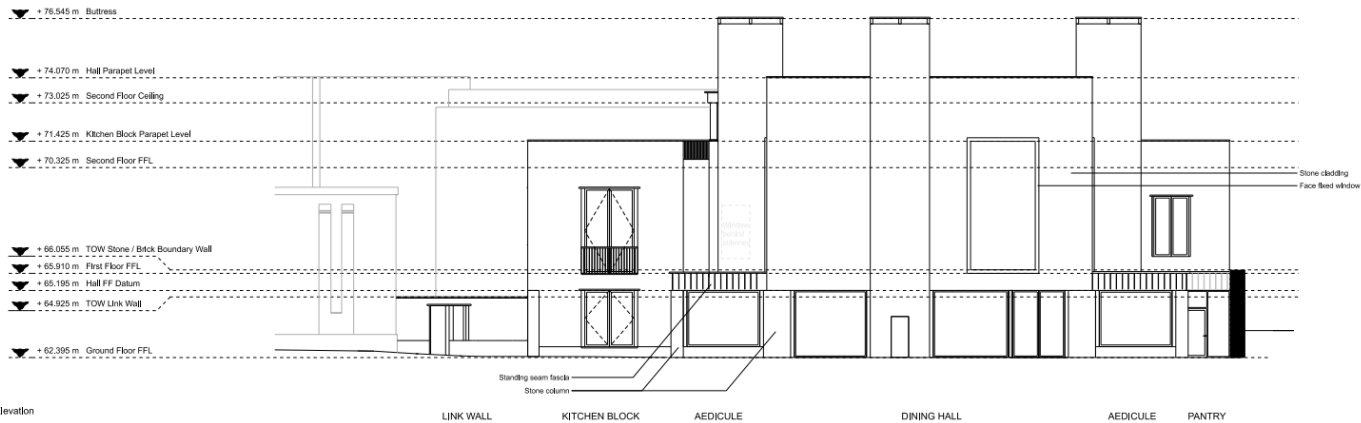 + 76.545 m Buttress
+ 74.070 m Hall Parapet Level
+ 73.025 m Second Floor Ceiling
+ 71.425 m Kitchen Block Parapet Level
+ 70.325 m Second Floor FFL
Stone cladding
Face fixed window
+ 66.055 m TOW Stone / Brick Boundary Wall
+ 65.910 m First Floor FFL
+ 65.195 m Hall FF Datum
+ 64.925 m TOW Link Wall
+ 62.395 m Ground Floor FFL
Standing seam fascia
Stone column
levation
LINK WALL KITCHEN BLOCK AEDICULE DINING HALL AEDICULE PANTRY